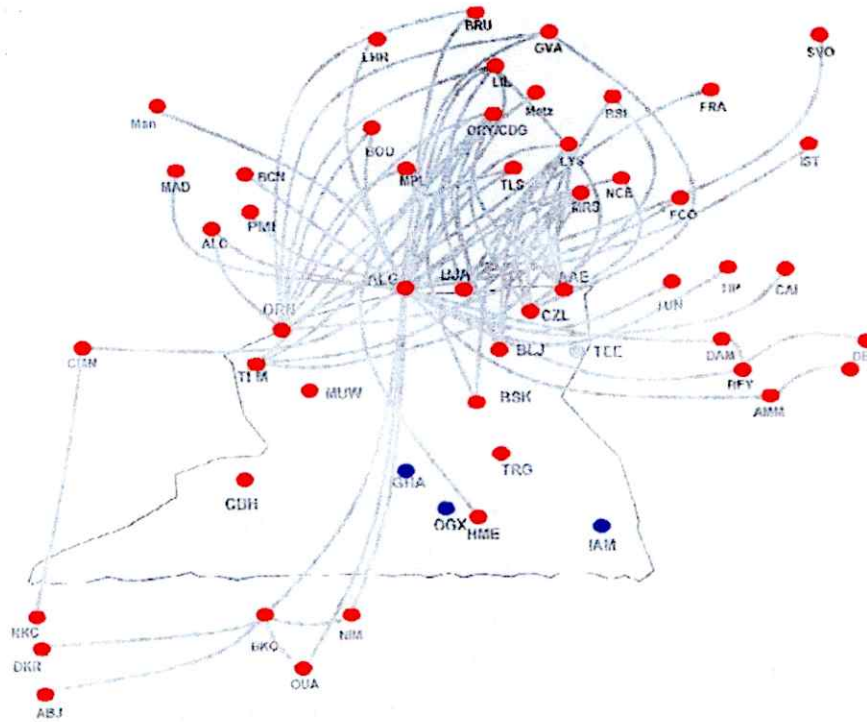 BRU
LHR
GVA
SVO
LIL
Metz
BSL
FRA
Man
ORY/CDG
BOD
LYS
IST
MAD
BCN
MPL
TLS
NCE
MRS
FCO
PMI
ALC
ALG
BJA
AAE
TUN
TIP
CAI
ORN
CZL
CMN
BLJ
TEE
DAM
TLM
BEY
MUW
BSK
AMM
TRG
GHA
CBH
OGX
HME
IAM
NKC
BKO
NIM
DKR
OUA
ABJ